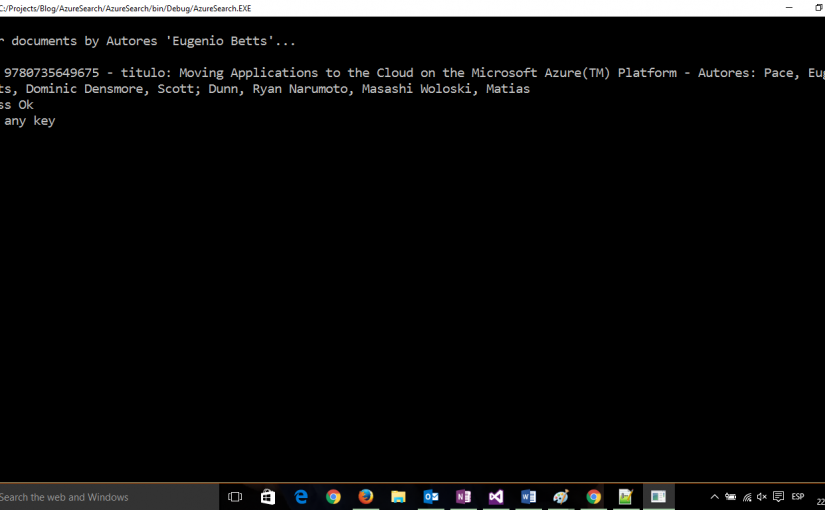 C:/Projects/Blog/AzureSearch/AzureSearch/bin/Debug/AzureSearch.EXE
r documents by Autores 'Eugenio Betts'...
9780735649675 - titulo: Moving Applications to the Cloud on the Microsoft Azure(TM) Platform - Autores: Pace, Eug
ts, Dominic Densmore, Scott; Dunn, Ryan Narumoto, Masashi Woloski, Matias
ss Ok
any key
Search the web and Windows
ESP
22